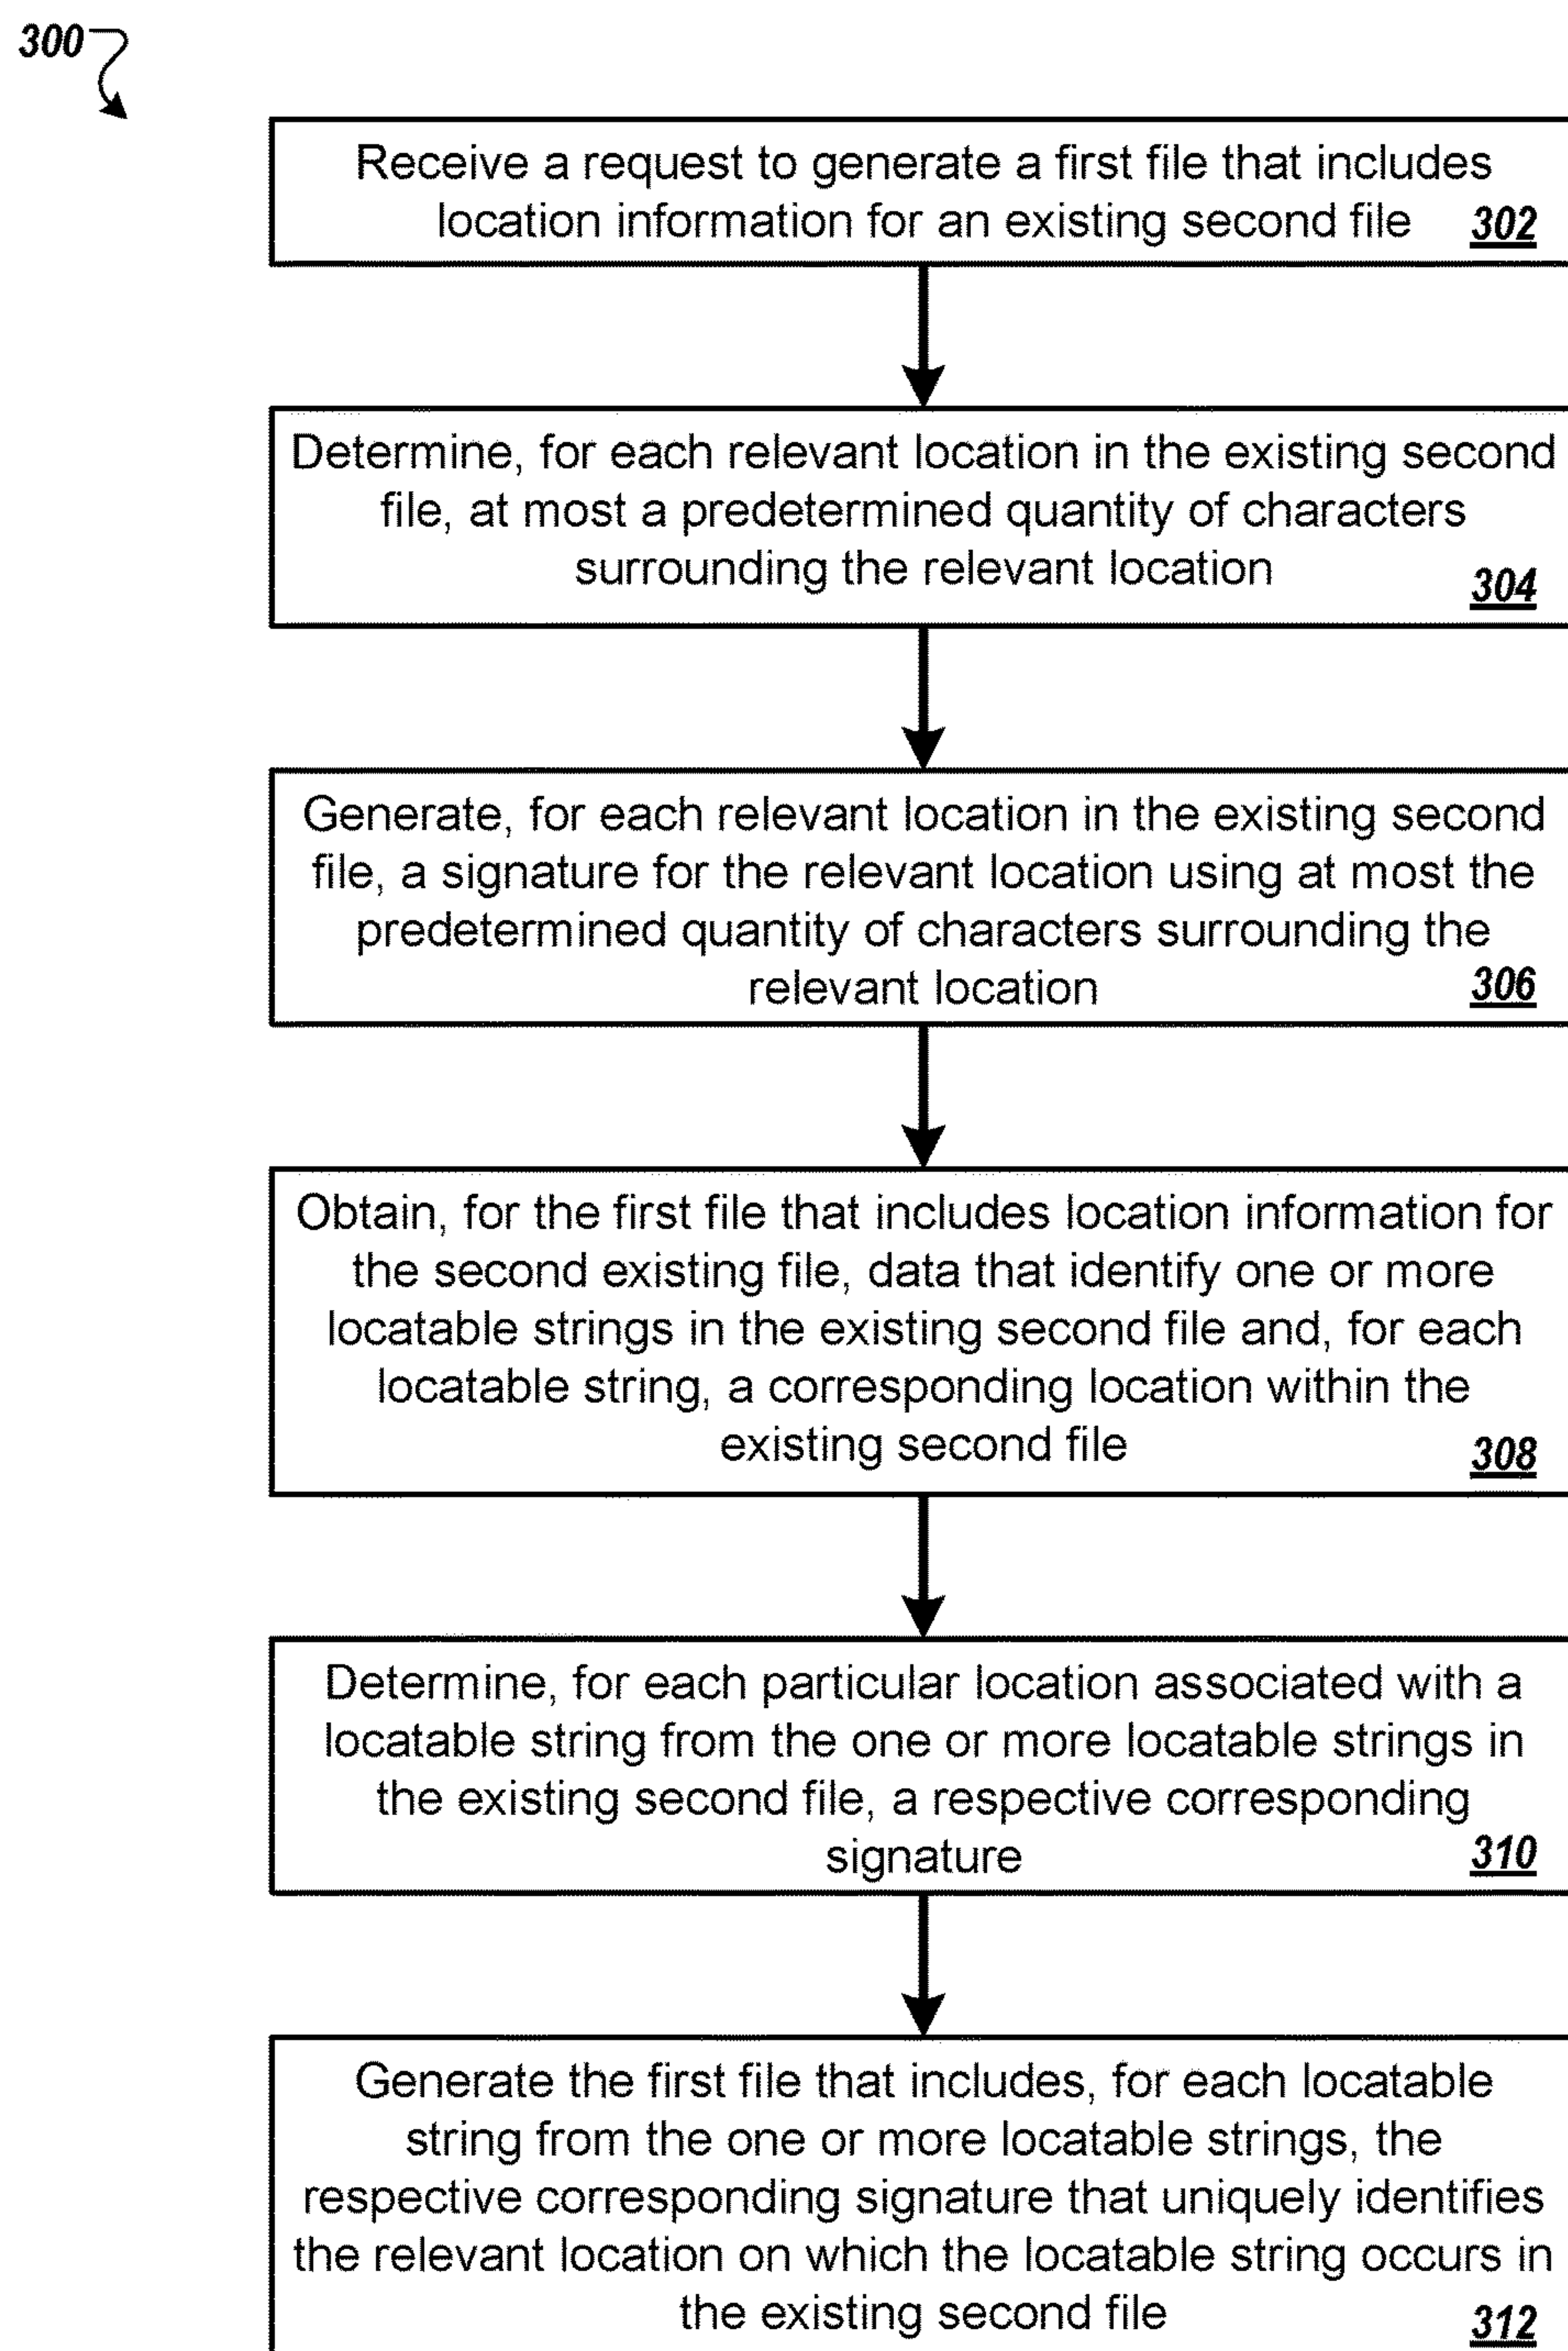 300
Receive a request to generate a first file that includes
location information for an existing second file 302
Determine, for each relevant location in the existing second
file, at most a predetermined quantity of characters
surrounding the relevant location 304
Generate, for each relevant location in the existing second
file, a signature for the relevant location using at most the
predetermined quantity of characters surrounding the
relevant location 306
Obtain, for the first file that includes location information for
the second existing file, data that identify one or more
locatable strings in the existing second file and, for each
locatable string, a corresponding location within the
existing second file 308
Determine, for each particular location associated with a
locatable string from the one or more locatable strings in
the existing second file, a respective corresponding
signature 310
Generate the first file that includes, for each locatable
string from the one or more locatable strings, the
respective corresponding signature that uniquely identifies
the relevant location on which the locatable string occurs in
the existing second file 312